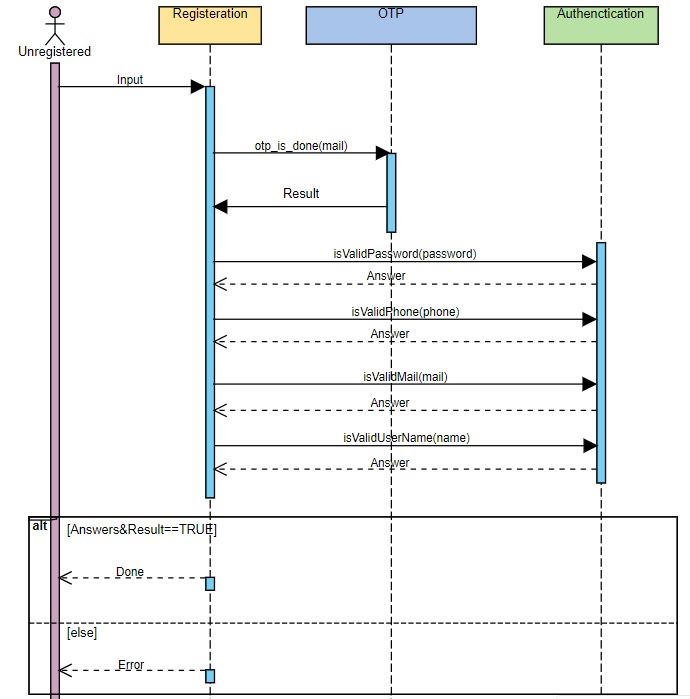 Registeration
OTP
Authenctication
Unregistered
Input
otp_is_done(mail)
Result
isValidPassword(password)
Answer
isValidPhone(phone)
Answer
isValidMail(mail)
Answer
isValidUserName(name)
Answer
alt
[Answers&Result==TRUE]
Done
[else]
Error